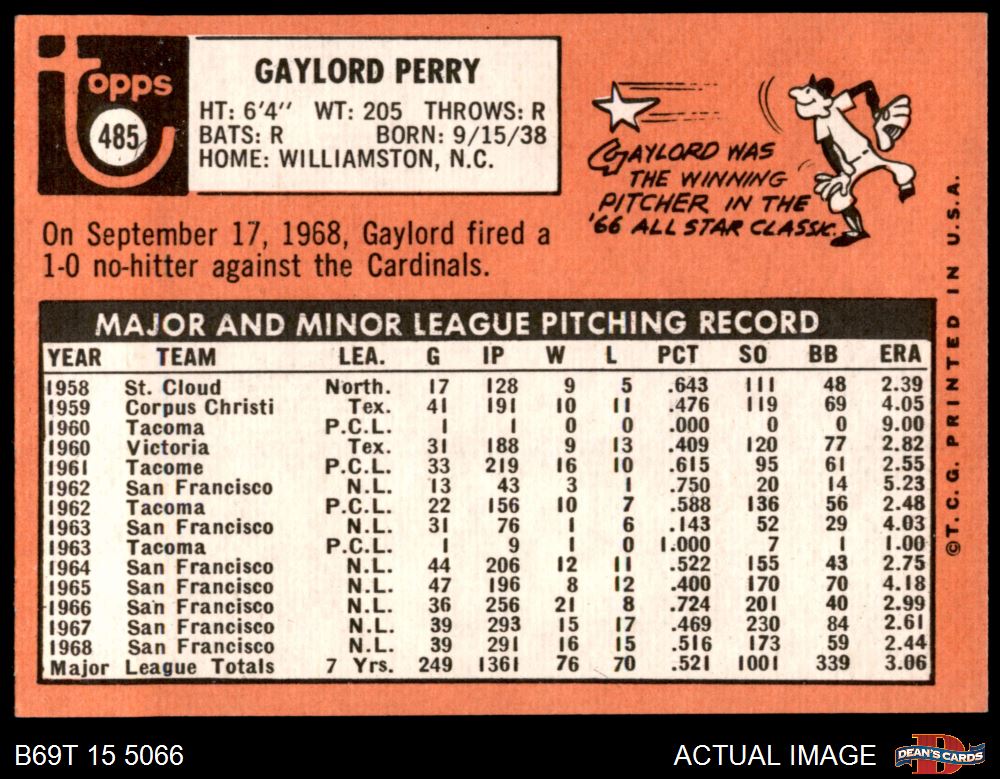 topps
485
GAYLORD PERRY
HT: 6'4" WT: 205 THROWS: R
BATS: R BORN: 9/15/38
HOME: WILLIAMSTON, N.C.
GAYLORD WAS
THE WINNING
PITCHER IN THE
'66 ALL STAR CLASSIC.
On September 17, 1968, Gaylord fired a
1-0 no-hitter against the Cardinals.
MAJOR AND MINOR LEAGUE PITCHING RECORD
YEAR TEAM LEA. G IP W L PCT SO BB ERA
1958 St. Cloud North. 17 128 9 5 .643 111 48 2.39
1959 Corpus Christi Tex. 41 191 10 11 .476 119 69 4.05
1960 Tacoma P.C.L. 1 1 0 0 .000 0 0 9.00
1960 Victoria Tex. 31 188 9 13 .409 120 77 2.82
1961 Tacome P.C.L. 33 219 16 10 .615 95 61 2.55
1962 San Francisco N.L. 13 43 3 1 .750 20 14 5.23
1962 Tacoma P.C.L. 22 156 10 7 .588 136 56 2.48
1963 San Francisco N.L. 31 76 1 6 .143 52 29 4.03
1963 Tacoma P.C.L. 1 9 1 0 1.000 7 1 1.00
1964 San Francisco N.L. 44 206 12 11 .522 155 43 2.75
1965 San Francisco N.L. 47 196 8 12 .400 170 70 4.18
1966 San Francisco N.L. 36 256 21 8 .724 201 40 2.99
1967 San Francisco N.L. 39 293 15 17 .469 230 84 2.61
1968 San Francisco N.L. 39 291 16 15 .516 173 59 2.44
Major League Totals 7 Yrs. 249 1361 76 70 .521 1001 339 3.06
©T.C.G. PRINTED IN U.S.A.
B69T 15 5066
ACTUAL IMAGE
D
DEAN'S CARDS